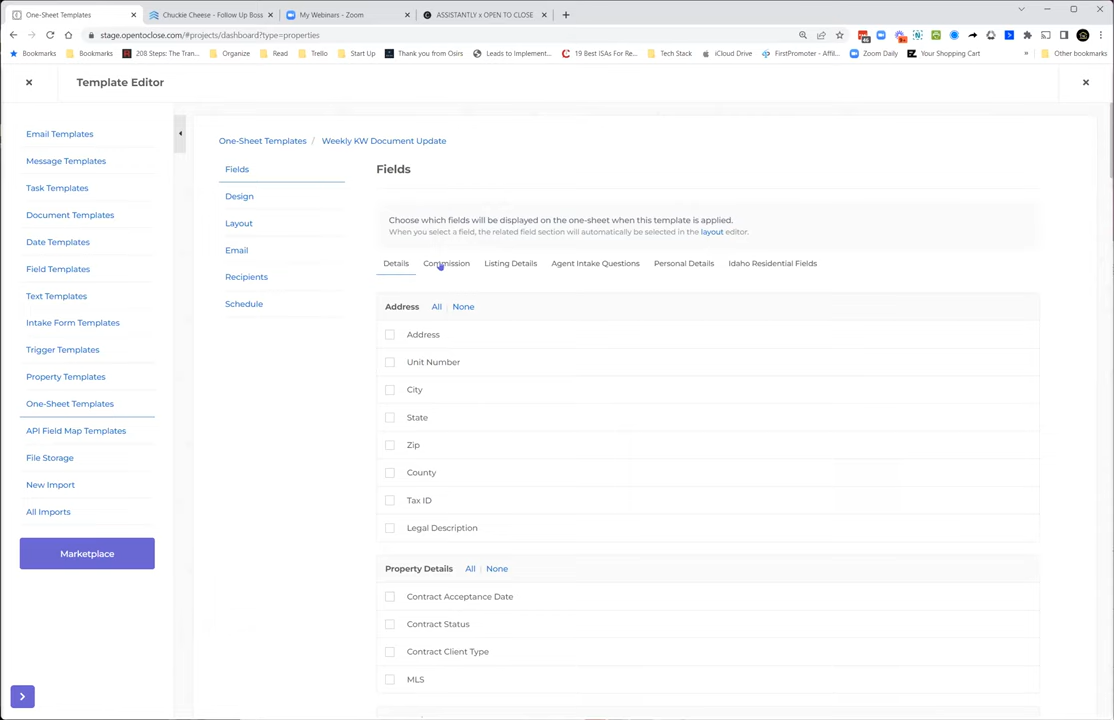 One-Sheet Templates
Chuckie Cheese - Follow Up Boss
My Webinars - Zoom
ASSISTANTLY x OPEN TO CLOSE
stage.opentoclose.com/#projects/dashboard?type=properties
Bookmarks
Bookmarks
208 Steps: The Tran...
Organize
Read
Trello
Start Up
Thank you from Osirs
Leads to Implement...
19 Best ISAs For Re...
Tech Stack
iCloud Drive
FirstPromoter - Affil...
Zoom Daily
Your Shopping Cart
Other bookmarks
Template Editor
Email Templates
Message Templates
Task Templates
Document Templates
Date Templates
Field Templates
Text Templates
Intake Form Templates
Trigger Templates
Property Templates
One-Sheet Templates
API Field Map Templates
File Storage
New Import
All Imports
Marketplace
One-Sheet Templates / Weekly KW Document Update
Fields
Design
Layout
Email
Recipients
Schedule
Fields
Choose which fields will be displayed on the one-sheet when this template is applied.
When you select a field, the related field section will automatically be selected in the layout editor.
Details
Commission
Listing Details
Agent Intake Questions
Personal Details
Idaho Residential Fields
Address All | None
Address
Unit Number
City
State
Zip
County
Tax ID
Legal Description
Property Details All | None
Contract Acceptance Date
Contract Status
Contract Client Type
MLS